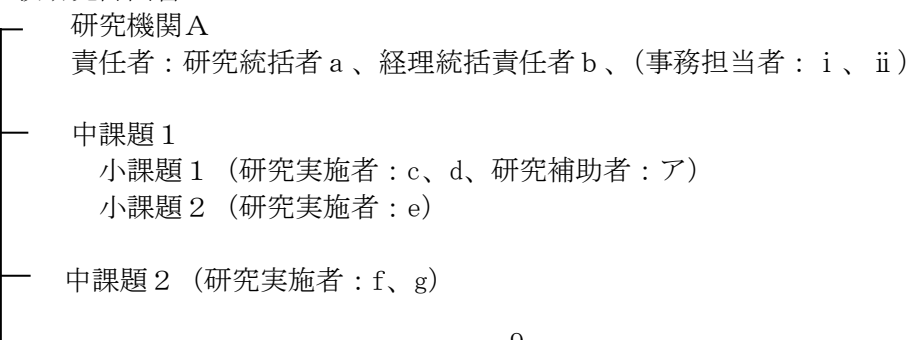 研究機関Ａ
責任者：研究統括者ａ、経理統括責任者ｂ、（事務担当者：ⅰ、ⅱ）
中課題１
小課題１（研究実施者：c、d、研究補助者：ア）
小課題２（研究実施者：e）
中課題２（研究実施者：f、g）